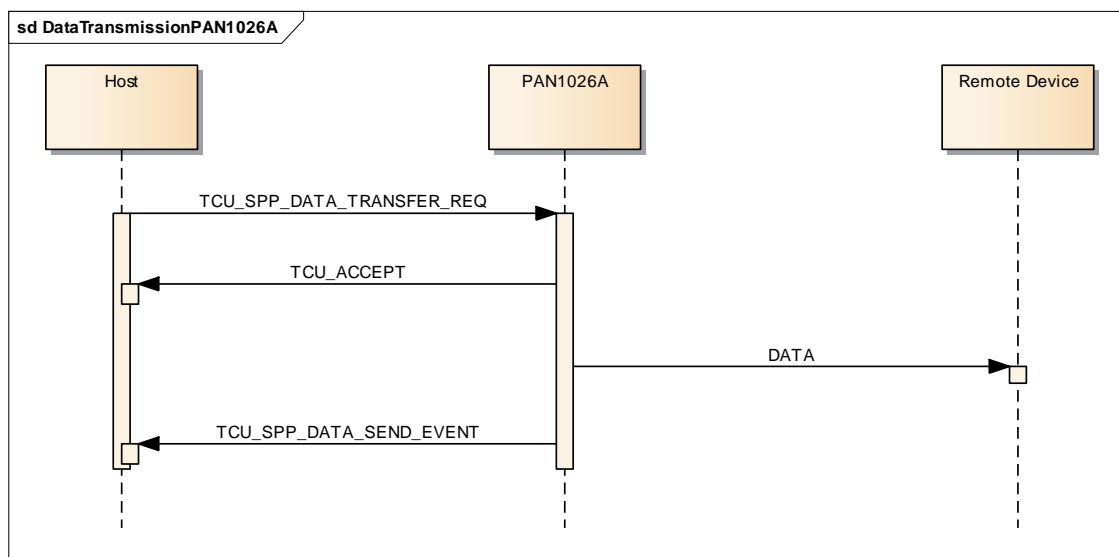 sd DataTransmissionPAN1026A
Host
PAN1026A
Remote Device
TCU_SPP_DATA_TRANSFER_REQ
TCU_ACCEPT
DATA
TCU_SPP_DATA_SEND_EVENT